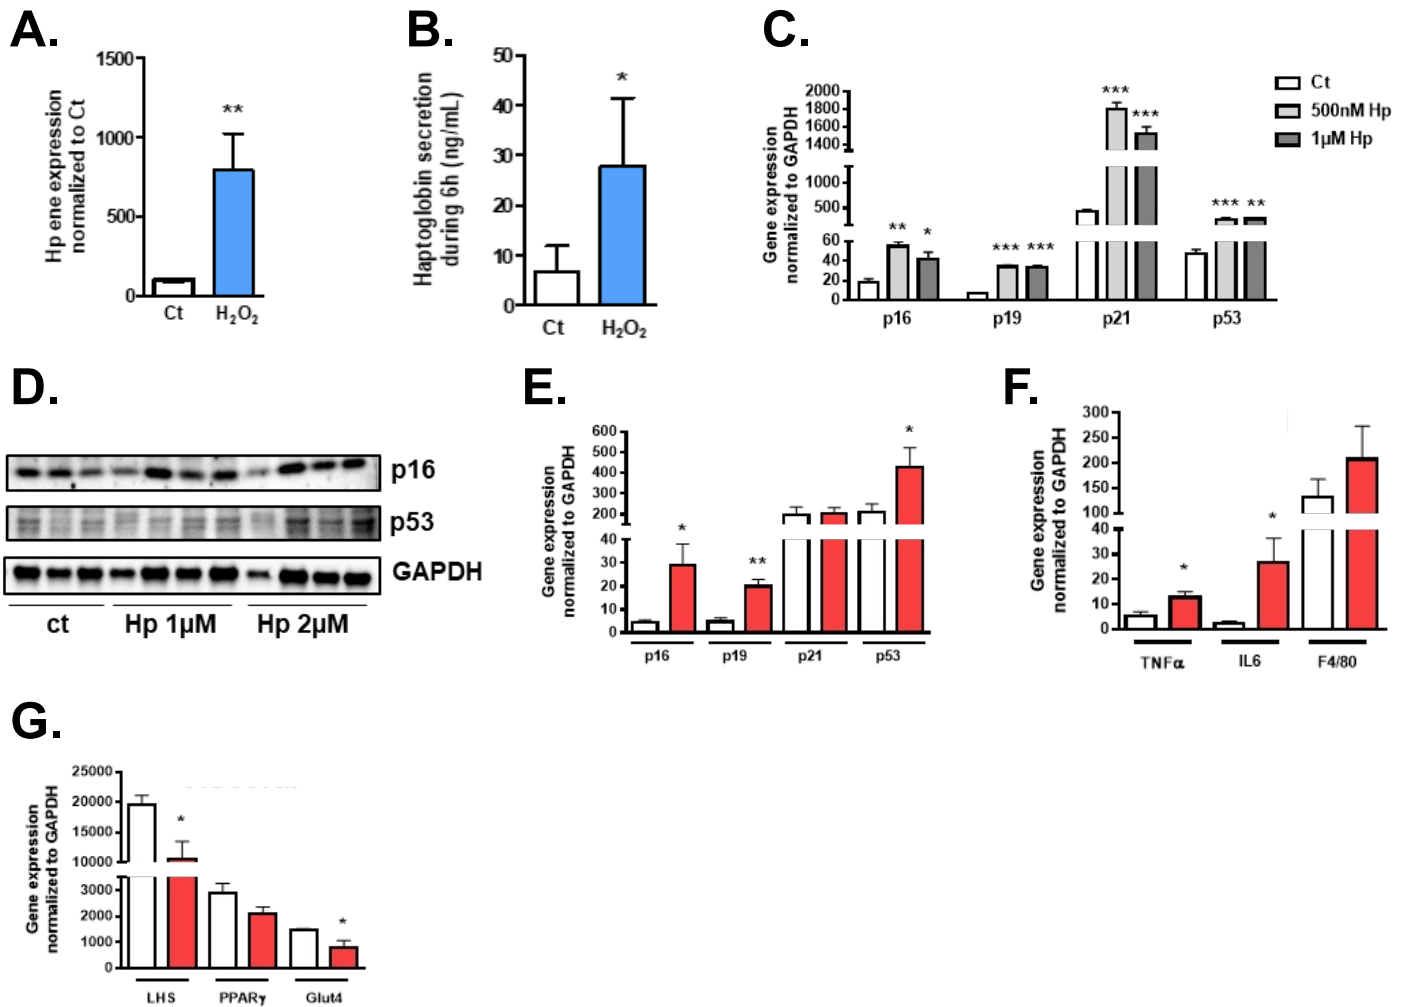 A.
Hp ene expression
normalized to Ct
1500
1000
500
0
**
Ct
H₂O₂
B.
Haptoglobin secretion
during 6h (ng/mL)
50
40
30
20
10
0
*
Ct
H₂O₂
C.
Gene expression
normalized to GAPDH
2000
1800
1600
1400
1000
500
60
40
20
0
**
*
***
***
***
***
***
**
p16
p19
p21
p53
Ct
500nM Hp
1µM Hp
D.
p16
p53
GAPDH
ct
Hp 1µM
Hp 2µM
E.
Gene expression
normalized to GAPDH
600
500
400
300
200
40
30
20
10
0
*
**
*
p16
p19
p21
p53
F.
Gene expression
normalized to GAPDH
300
250
200
150
100
40
30
20
10
0
*
*
TNFα
IL6
F4/80
G.
Gene expression
normalized to GAPDH
25000
20000
15000
10000
3000
2000
1000
0
*
*
LHS
PPARγ
Glut4